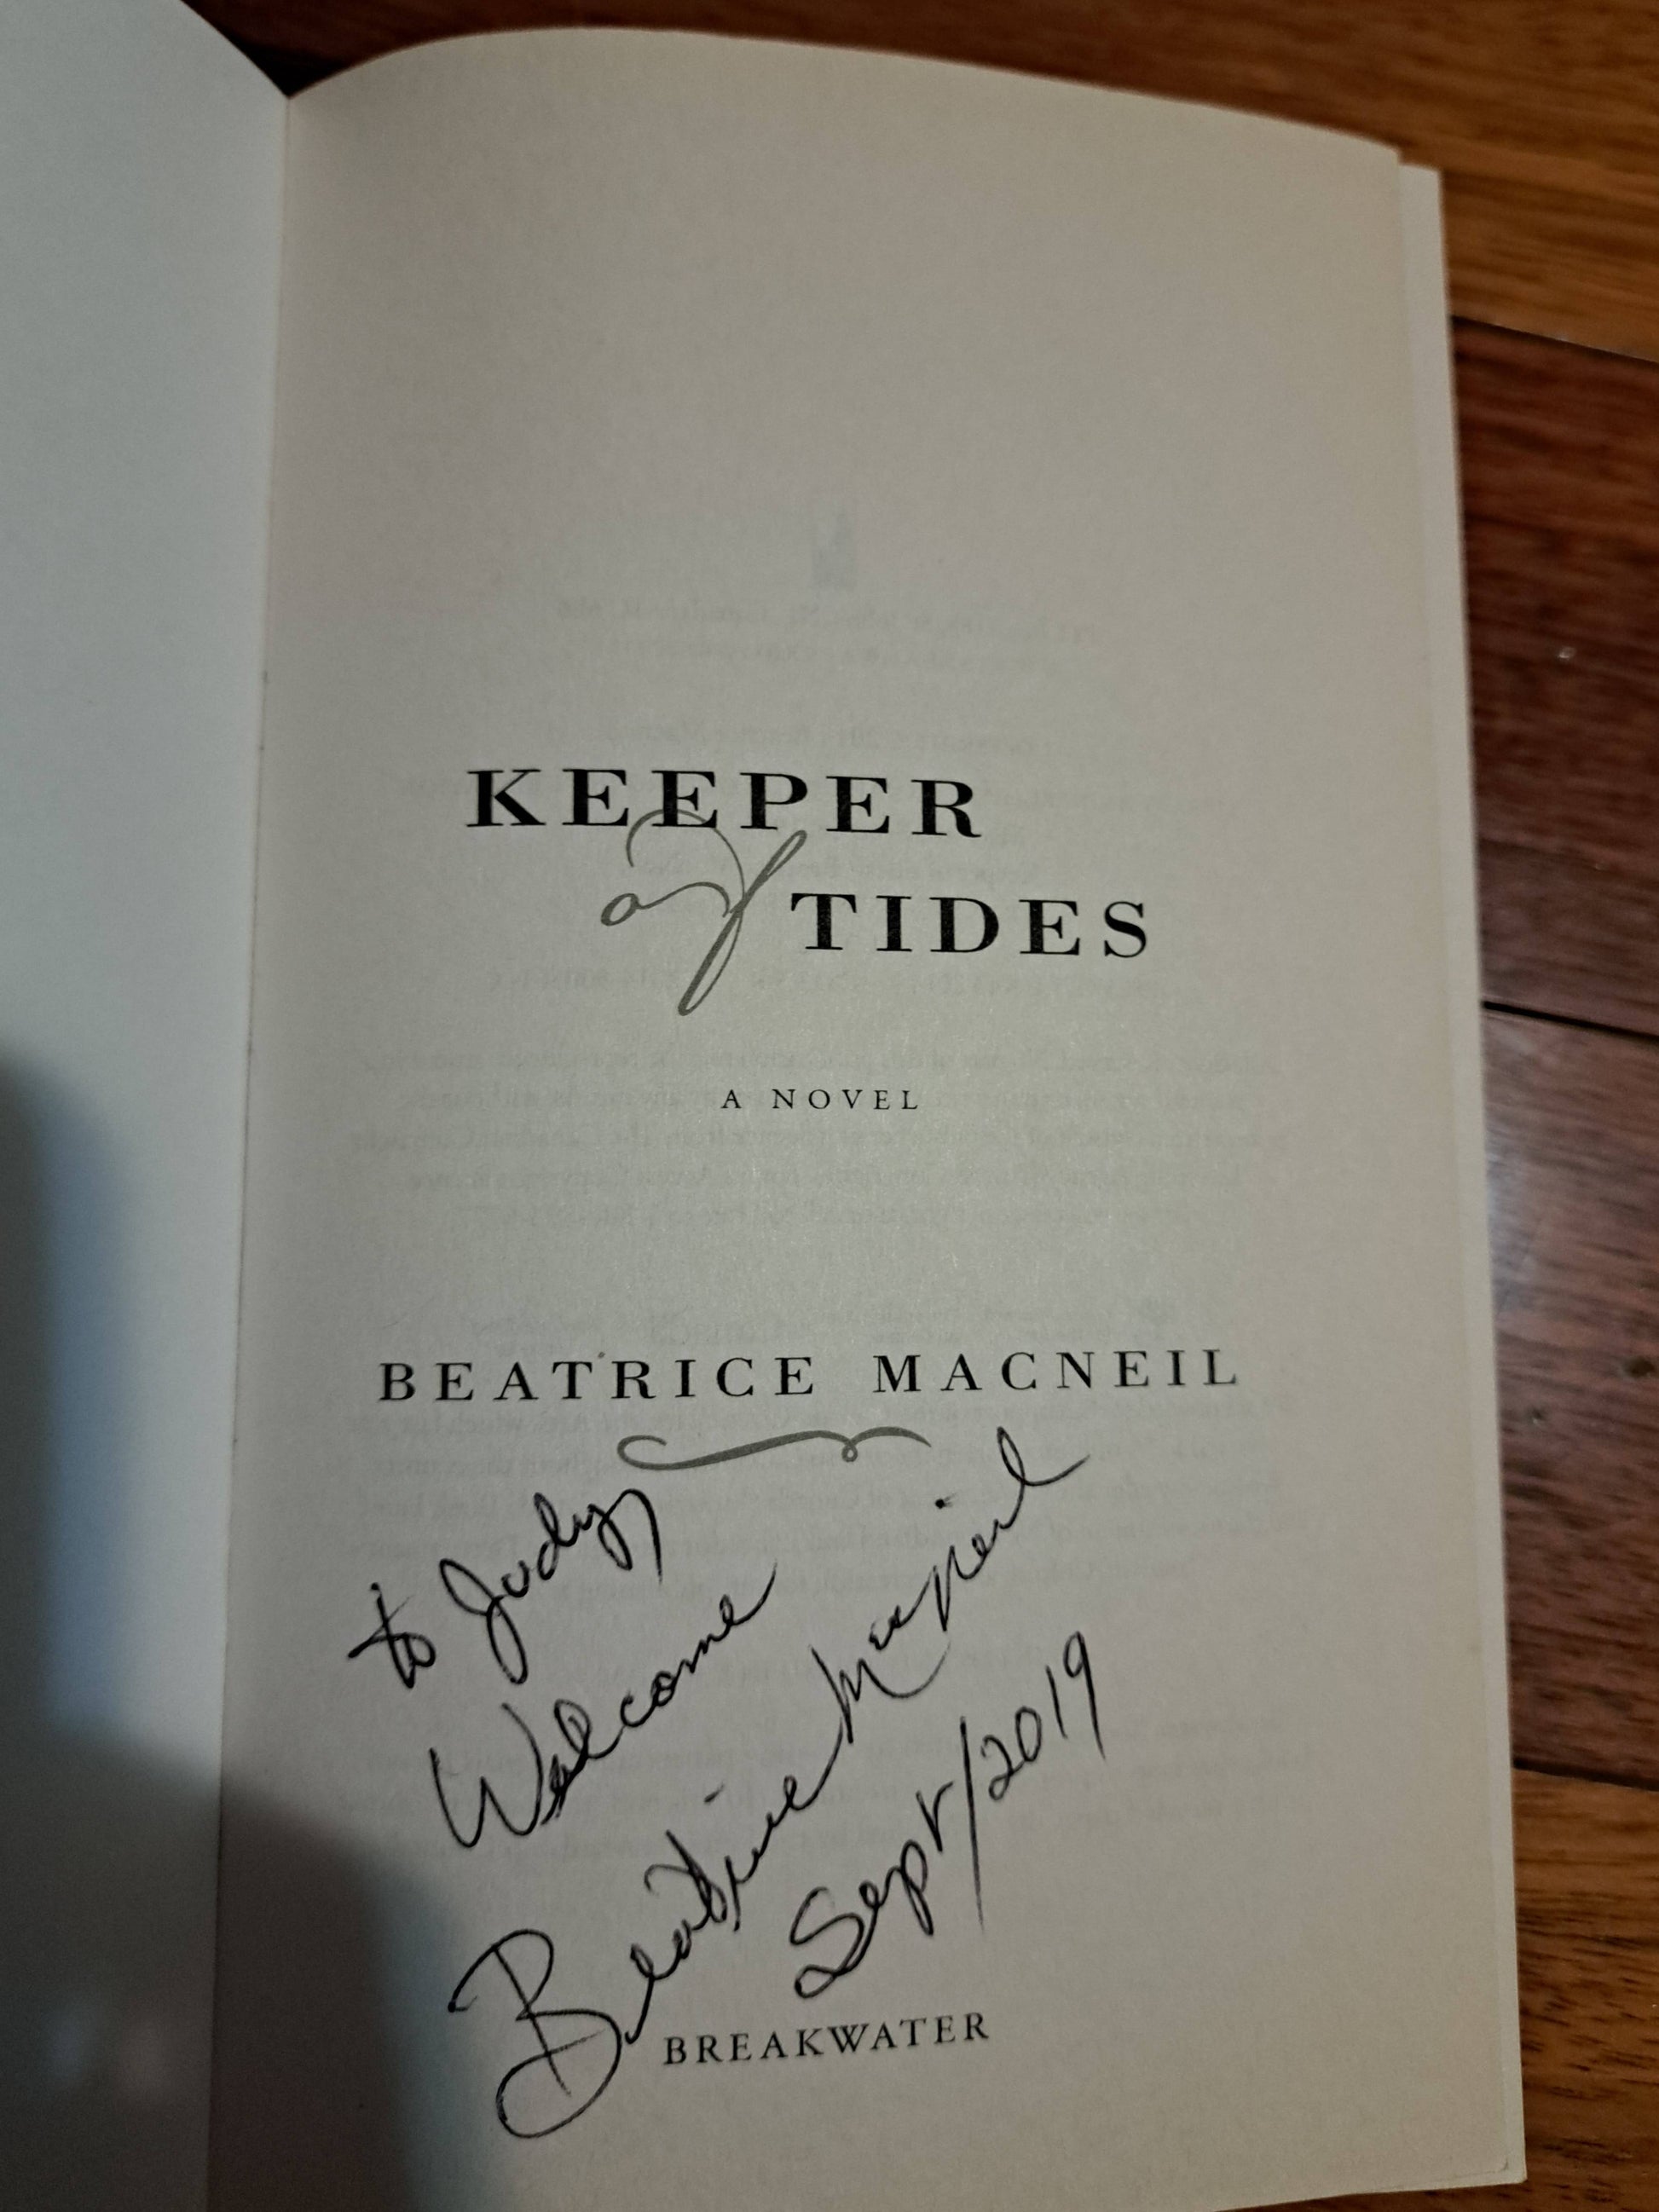 KEEPER
of
TIDES
A NOVEL
BEATRICE MACNEIL
to Judy
Welcome
Beatrice MacNeil
Sept/2019
BREAKWATER